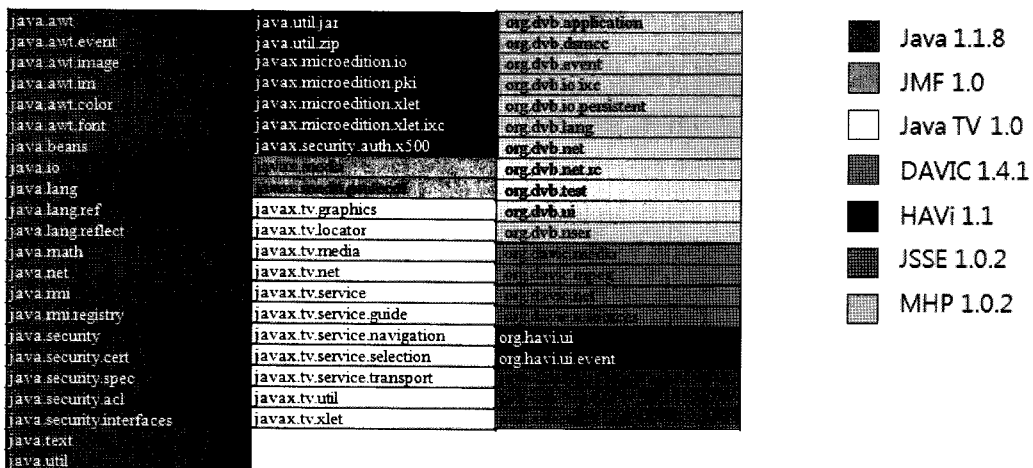 java.awt
java.awt.event
java.awt.image
java.awt.im
java.awt.color
java.awt.font
java.beans
java.io
java.lang
java.lang.ref
java.lang.reflect
java.math
java.net
java.rmi
java.rmi.registry
java.security
java.security.cert
java.security.spec
java.security.acl
java.security.interfaces
java.text
java.util
java.util.jar
java.util.zip
javax.microedition.io
javax.microedition.pki
javax.microedition.xlet
javax.microedition.xlet.ixc
javax.security.auth.x500
javax.tv.graphics
javax.tv.locator
javax.tv.media
javax.tv.net
javax.tv.service
javax.tv.service.guide
javax.tv.service.navigation
javax.tv.service.selection
javax.tv.service.transport
javax.tv.util
javax.tv.xlet
org.dvb.application
org.dvb.dsmcc
org.dvb.event
org.dvb.io.ixc
org.dvb.io.persistent
org.dvb.lang
org.dvb.net
org.dvb.net.rc
org.dvb.test
org.dvb.ui
org.dvb.user
org.davic.media
org.davic.mpeg
org.davic.net
org.havi.ui
org.havi.ui.event
Java 1.1.8
JMF 1.0
Java TV 1.0
DAVIC 1.4.1
HAVi 1.1
JSSE 1.0.2
MHP 1.0.2